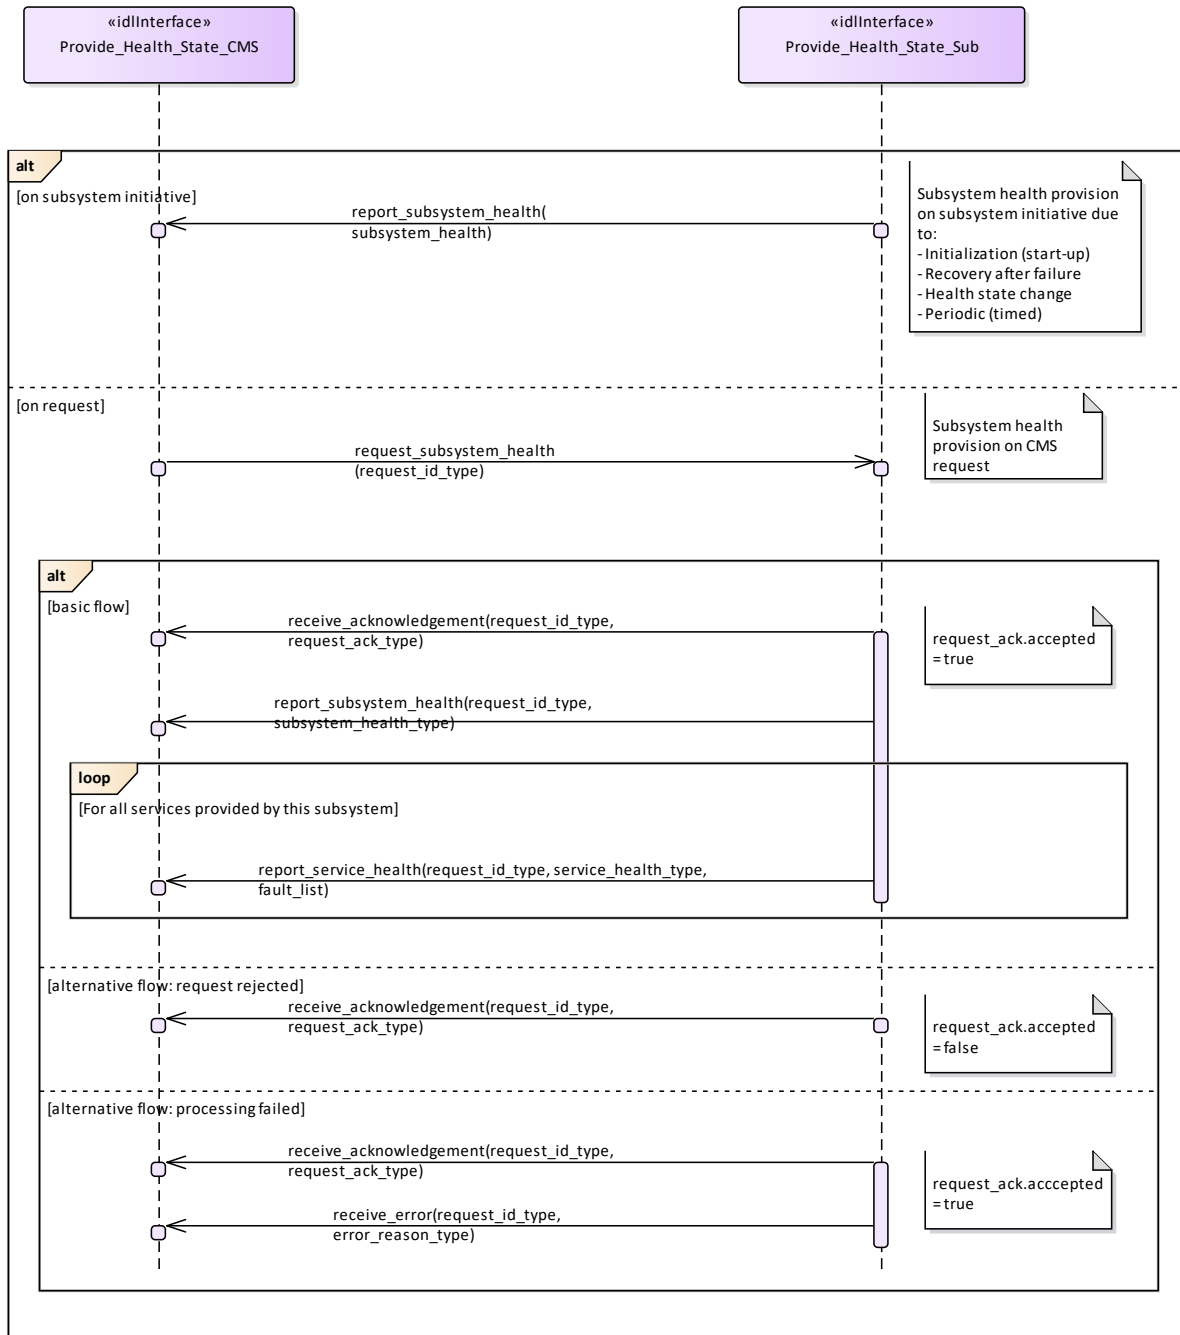 «idlInterface»
Provide_Health_State_CMS
«idlInterface»
Provide_Health_State_Sub
alt
[on subsystem initiative]
report_subsystem_health(
subsystem_health)
Subsystem health provision
on subsystem initiative due
to:
- Initialization (start-up)
- Recovery after failure
- Health state change
- Periodic (timed)
[on request]
request_subsystem_health
(request_id_type)
Subsystem health
provision on CMS
request
alt
[basic flow]
receive_acknowledgement(request_id_type,
request_ack_type)
request_ack.accepted
= true
report_subsystem_health(request_id_type,
subsystem_health_type)
loop
[For all services provided by this subsystem]
report_service_health(request_id_type, service_health_type,
fault_list)
[alternative flow: request rejected]
receive_acknowledgement(request_id_type,
request_ack_type)
request_ack.accepted
= false
[alternative flow: processing failed]
receive_acknowledgement(request_id_type,
request_ack_type)
request_ack.acccepted
= true
receive_error(request_id_type,
error_reason_type)